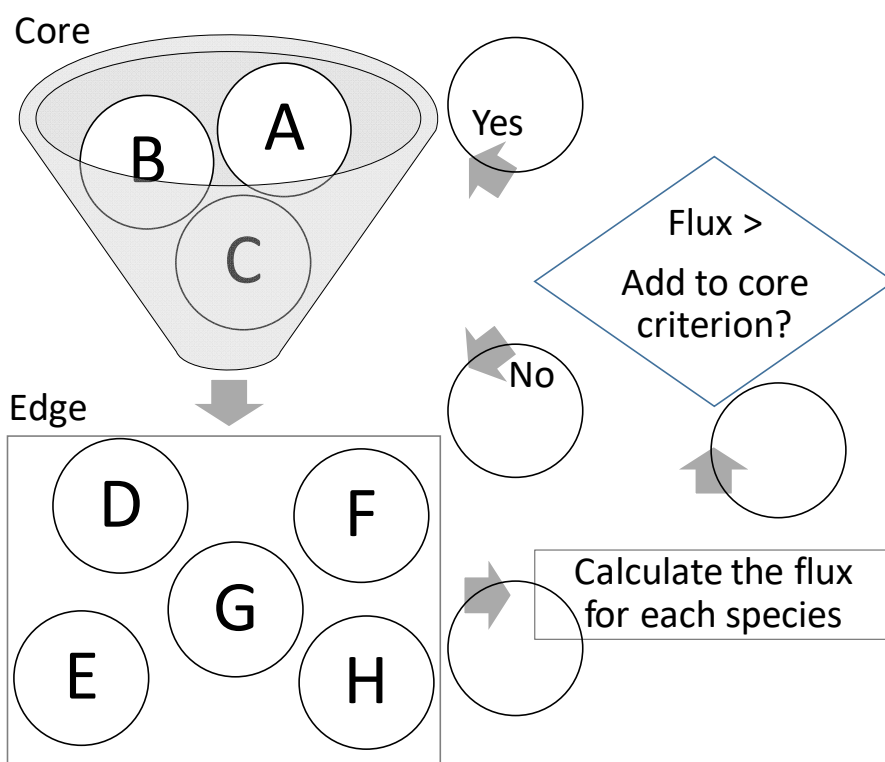 Core
A
B
C
Yes
Flux >
Add to core
criterion?
No
Edge
D
F
G
E
H
Calculate the flux
for each species